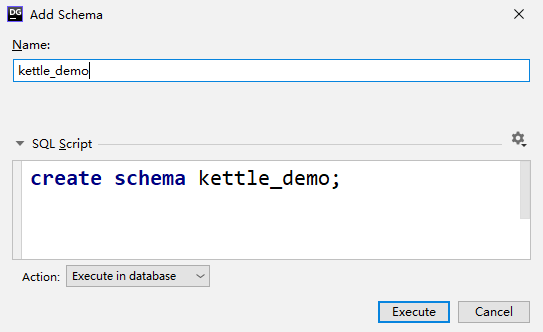 DG Add Schema
Name:
kettle_demo
SQL Script
create schema kettle_demo;
Action: Execute in database
Execute Cancel